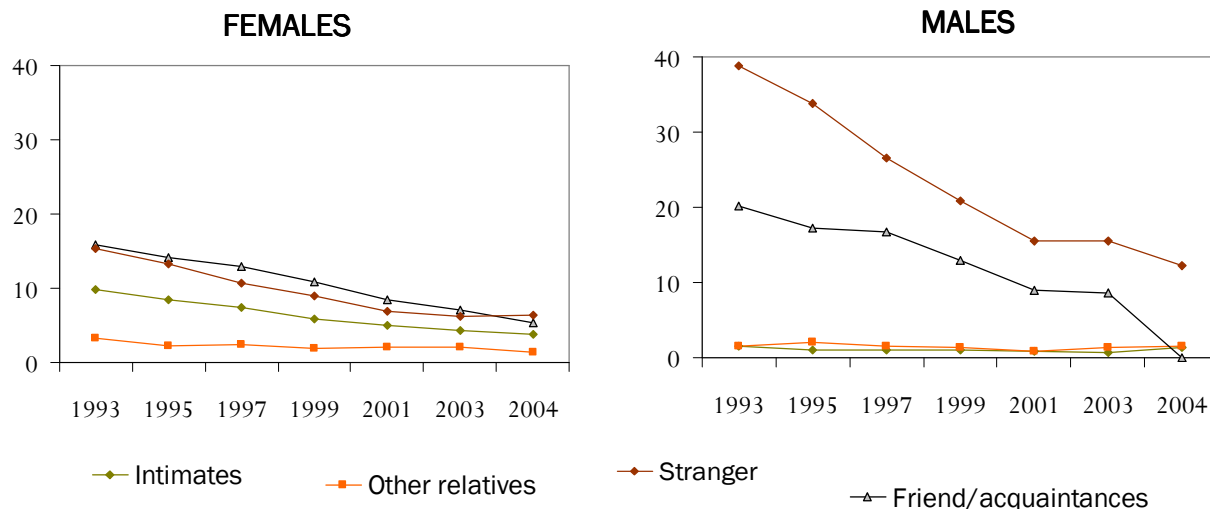 FEMALES
40
30
20
10
0
1993 1995 1997 1999 2001 2003 2004
MALES
40
30
20
10
0
1993 1995 1997 1999 2001 2003 2004
Intimates
Other relatives
Stranger
Friend/acquaintances